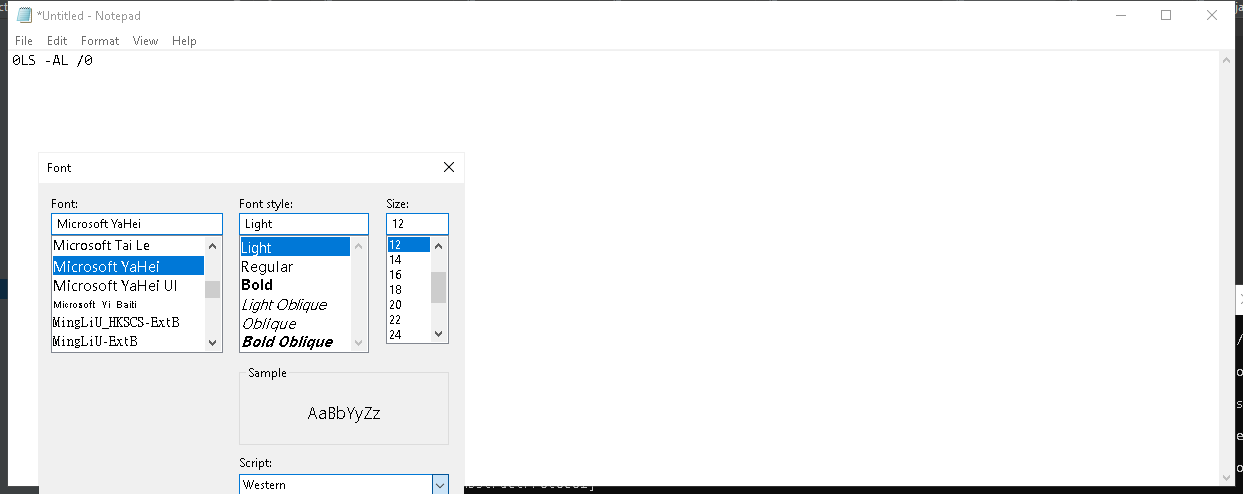 *Untitled - Notepad
File Edit Format View Help
0LS -AL /0
Font
Font: Font style: Size:
Microsoft YaHei Light 12
Microsoft Tai Le Light 12
Microsoft YaHei Regular 14
Microsoft YaHei UI Bold 16
Microsoft Yi Baiti Light Oblique 18
MingLiU_HKSCS-ExtB Oblique 20
MingLiU-ExtB Bold Oblique 22
24
Sample
AaBbYyZz
Script:
Western